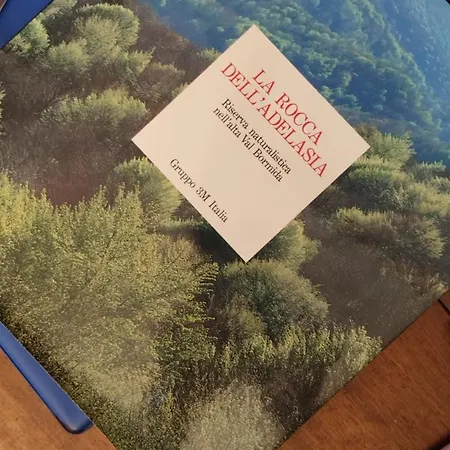 LA ROCCA
DELL'ADELASIA
Riserva naturalistica
nell'alta Val Bormida
Gruppo 3M Italia